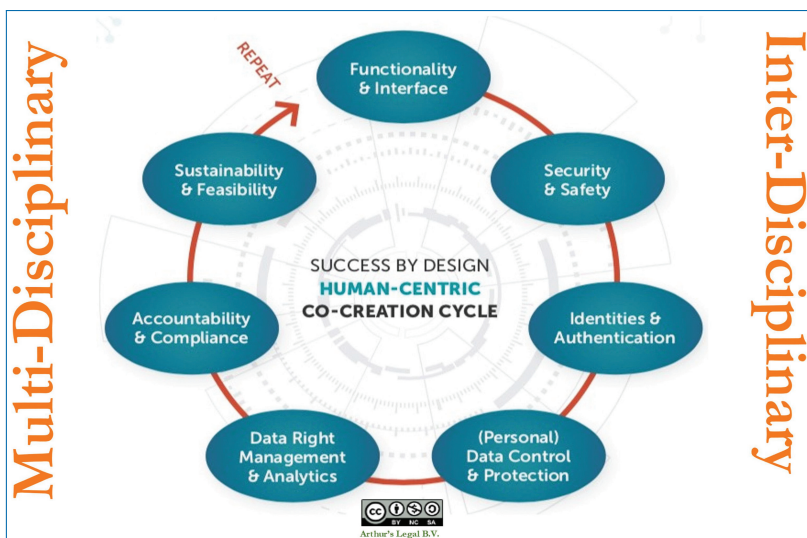 Multi-Disciplinary
Inter-Disciplinary
REPEAT
Functionality
& Interface
Security
& Safety
Identities &
Authentication
(Personal)
Data Control
& Protection
Data Right
Management
& Analytics
Accountability
& Compliance
Sustainability
& Feasibility
SUCCESS BY DESIGN
HUMAN-CENTRIC
CO-CREATION CYCLE
cc
BY NC SA
Arthur's Legal B.V.